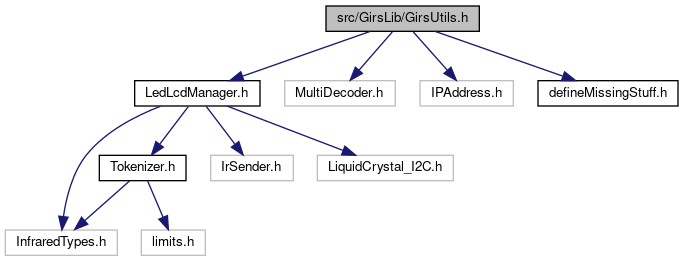 src/GirsLib/GirsUtils.h
LedLcdManager.h
MultiDecoder.h
IPAddress.h
defineMissingStuff.h
Tokenizer.h
IrSender.h
LiquidCrystal_I2C.h
InfraredTypes.h
limits.h